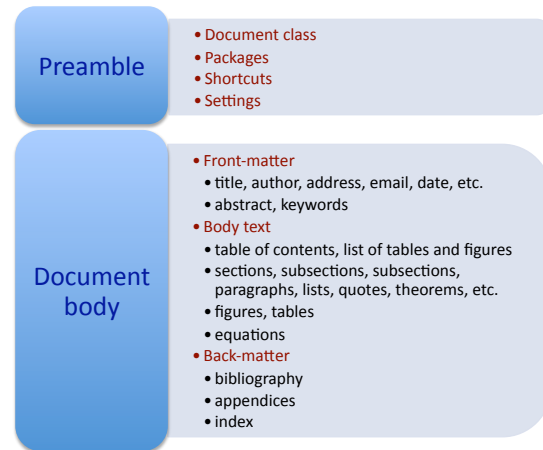 Preamble
• Document class
• Packages
• Shortcuts
• Settings
Document
body
• Front-matter
• title, author, address, email, date, etc.
• abstract, keywords
• Body text
• table of contents, list of tables and figures
• sections, subsections, subsections,
paragraphs, lists, quotes, theorems, etc.
• figures, tables
• equations
• Back-matter
• bibliography
• appendices
• index